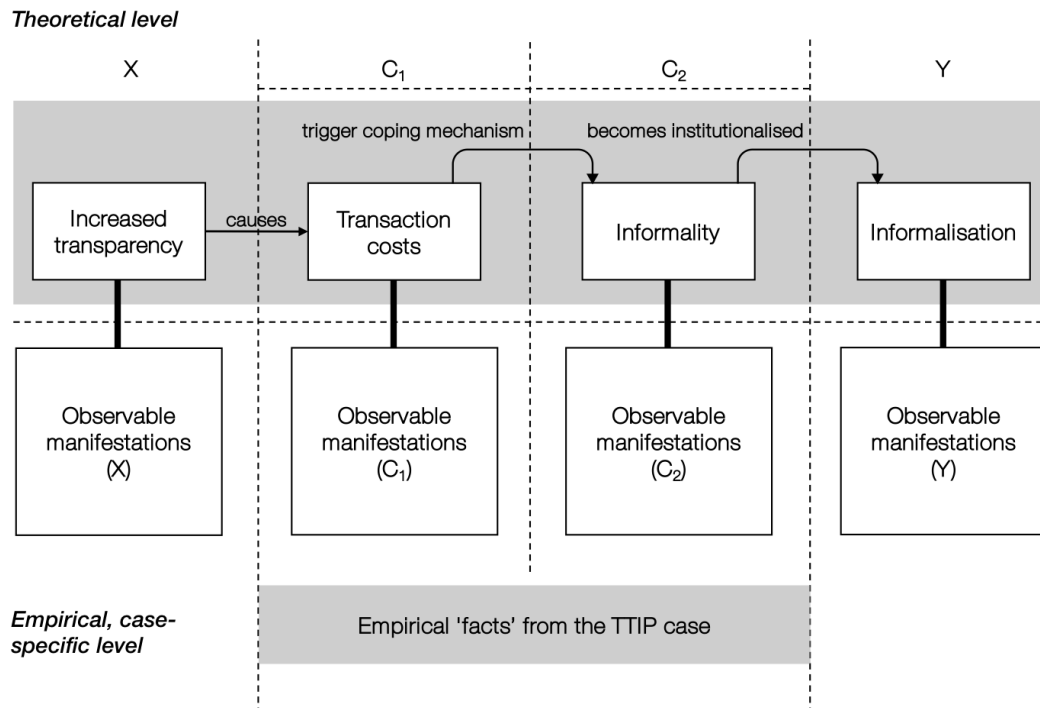 Theoretical level
X
C₁
C₂
Y
trigger coping mechanism
becomes institutionalised
Increased
transparency
causes
Transaction
costs
Informality
Informalisation
Observable
manifestations
(X)
Observable
manifestations
(C₁)
Observable
manifestations
(C₂)
Observable
manifestations
(Y)
Empirical, case-
specific level
Empirical 'facts’ from the TTIP case